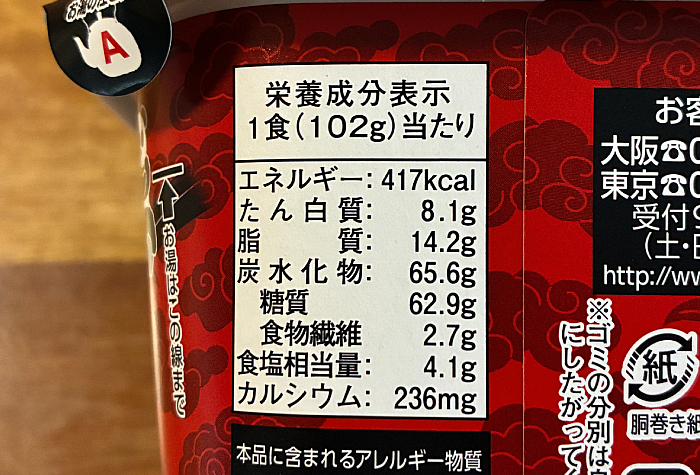 A
栄養成分表示
1食(102g)当たり
エネルギー: 417kcal
たん白質: 8.1g
脂質: 14.2g
炭水化物: 65.6g
糖質 62.9g
食物繊維 2.7g
食塩相当量: 4.1g
カルシウム: 236mg
本品に含まれるアレルギー物質
お湯はこの線まで
お客
大阪☎0
東京☎0
受付
(土・日
http://ww
※ゴミの分別は
にしたがって
紙
胴巻き紙